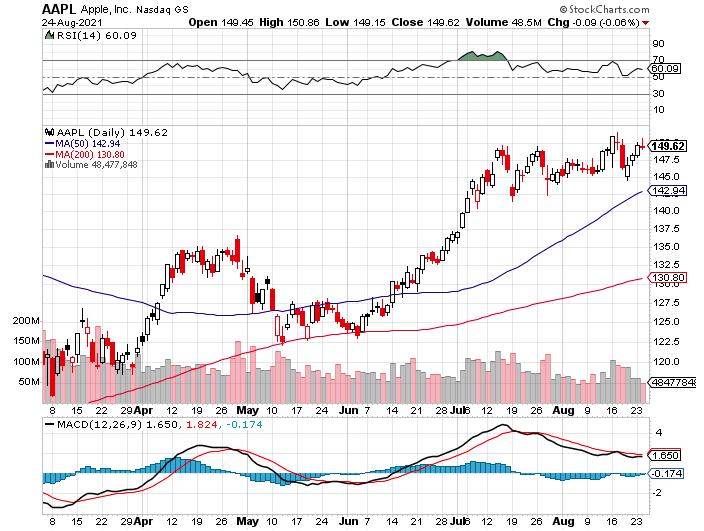 AAPL Apple, Inc. Nasdaq GS © StockCharts.com
24-Aug-2021 Open 149.45 High 150.86 Low 149.15 Close 149.62 Volume 48.5M Chg -0.09 (-0.06%)
RSI(14) 60.09
90
70
60.09
50
30
10
AAPL (Daily) 149.62
MA(50) 142.94
MA(200) 130.80
Volume 48,477,848
149.62
147.5
145.0
142.94
140.0
137.5
135.0
132.5
130.80
130.0
127.5
125.0
122.5
120.0
200M
150M
100M
50M
48477848
8 15 22 29 Apr 12 19 26 May 10 17 24 Jun 7 14 21 28 Jul 12 19 26 Aug 9 16 23
MACD(12,26,9) 1.650, 1.824, -0.174
4
1.650
-0.174
-2
8 15 22 29 Apr 12 19 26 May 10 17 24 Jun 7 14 21 28 Jul 12 19 26 Aug 9 16 23